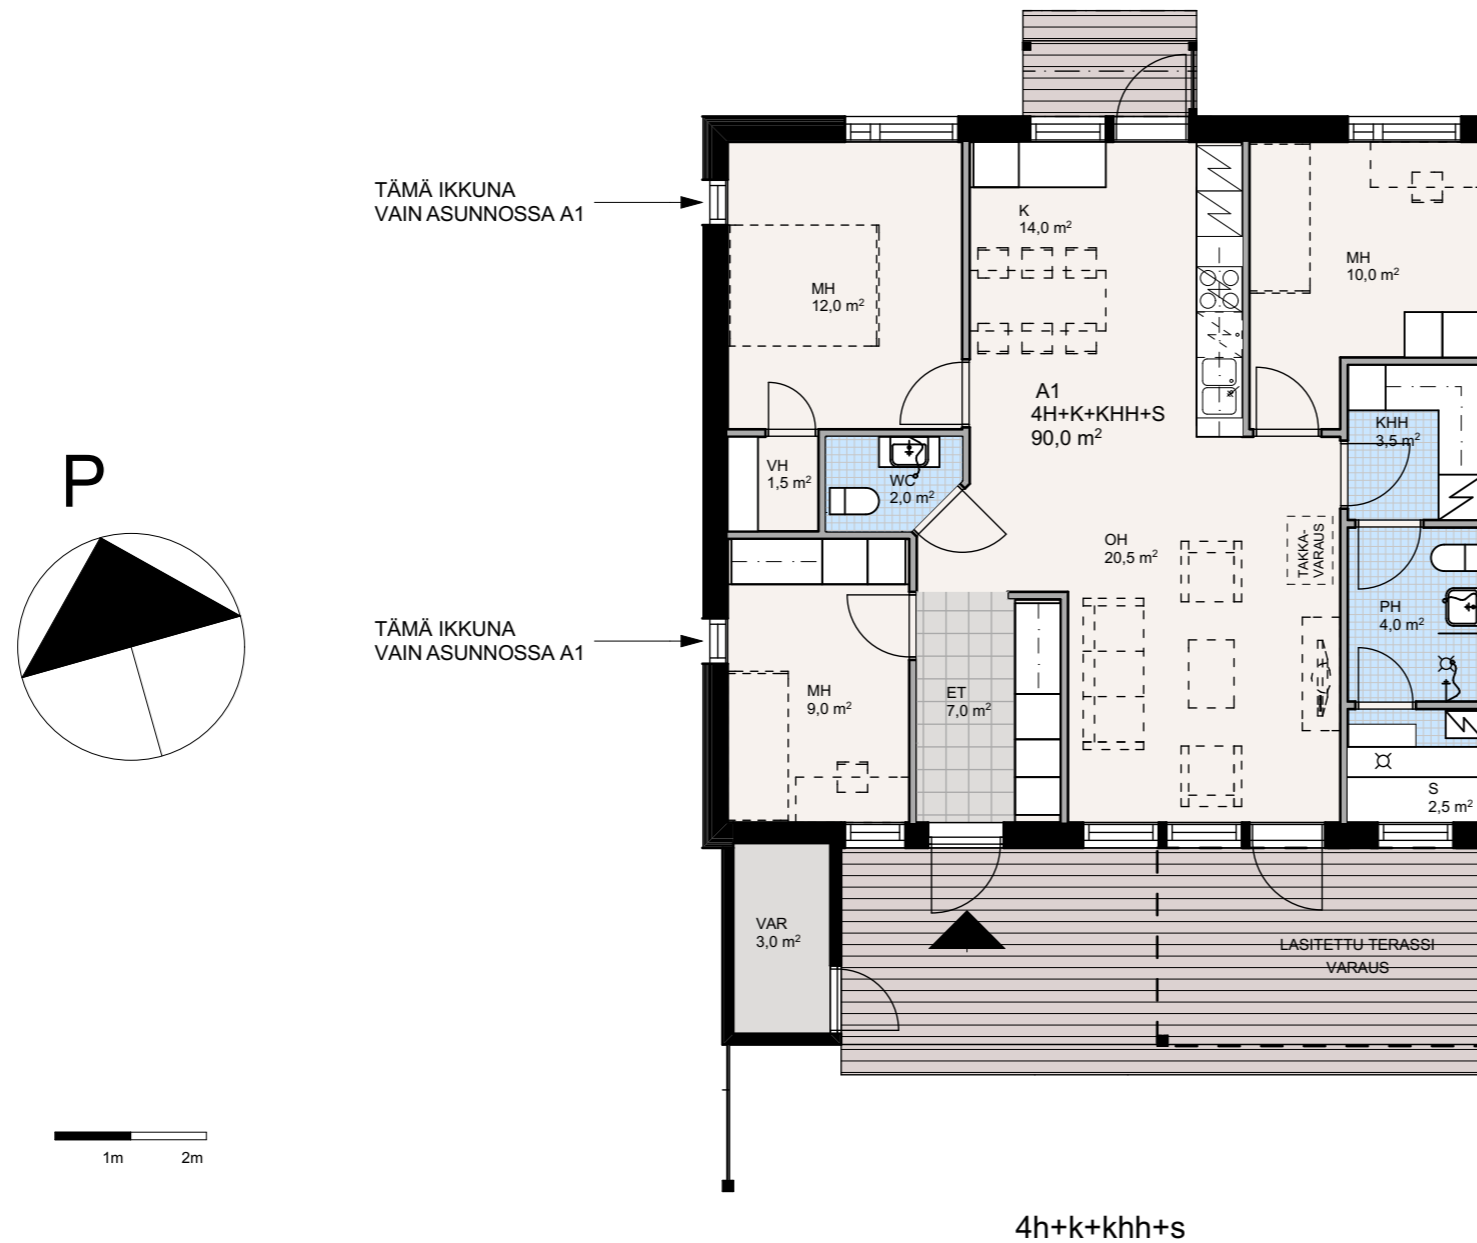 TÄMÄ IKKUNA
VAIN ASUNNOSSA A1
K
14,0 m²
MH
12,0 m²
MH
10,0 m²
A1
4H+K+KHH+S
90,0 m²
KHH
3,5 m²
P
VH
1,5 m²
WC
2,0 m²
OH
20,5 m²
TAKKA-
VARAUS
PH
4,0 m²
TÄMÄ IKKUNA
VAIN ASUNNOSSA A1
MH
9,0 m²
ET
7,0 m²
S
2,5 m²
VAR
3,0 m²
LASITETTU TERASSI
VARAUS
1m 2m
4h+k+khh+s